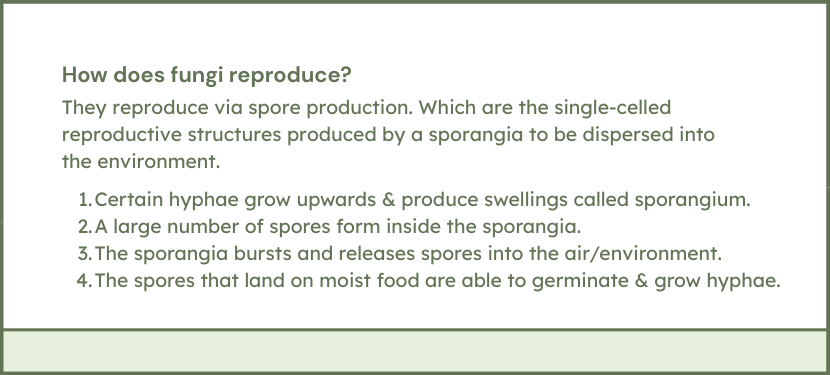 How does fungi reproduce?
They reproduce via spore production. Which are the single-celled
reproductive structures produced by a sporangia to be dispersed into
the environment.
1.Certain hyphae grow upwards & produce swellings called sporangium.
2.A large number of spores form inside the sporangia.
3.The sporangia bursts and releases spores into the air/environment.
4.The spores that land on moist food are able to germinate & grow hyphae.